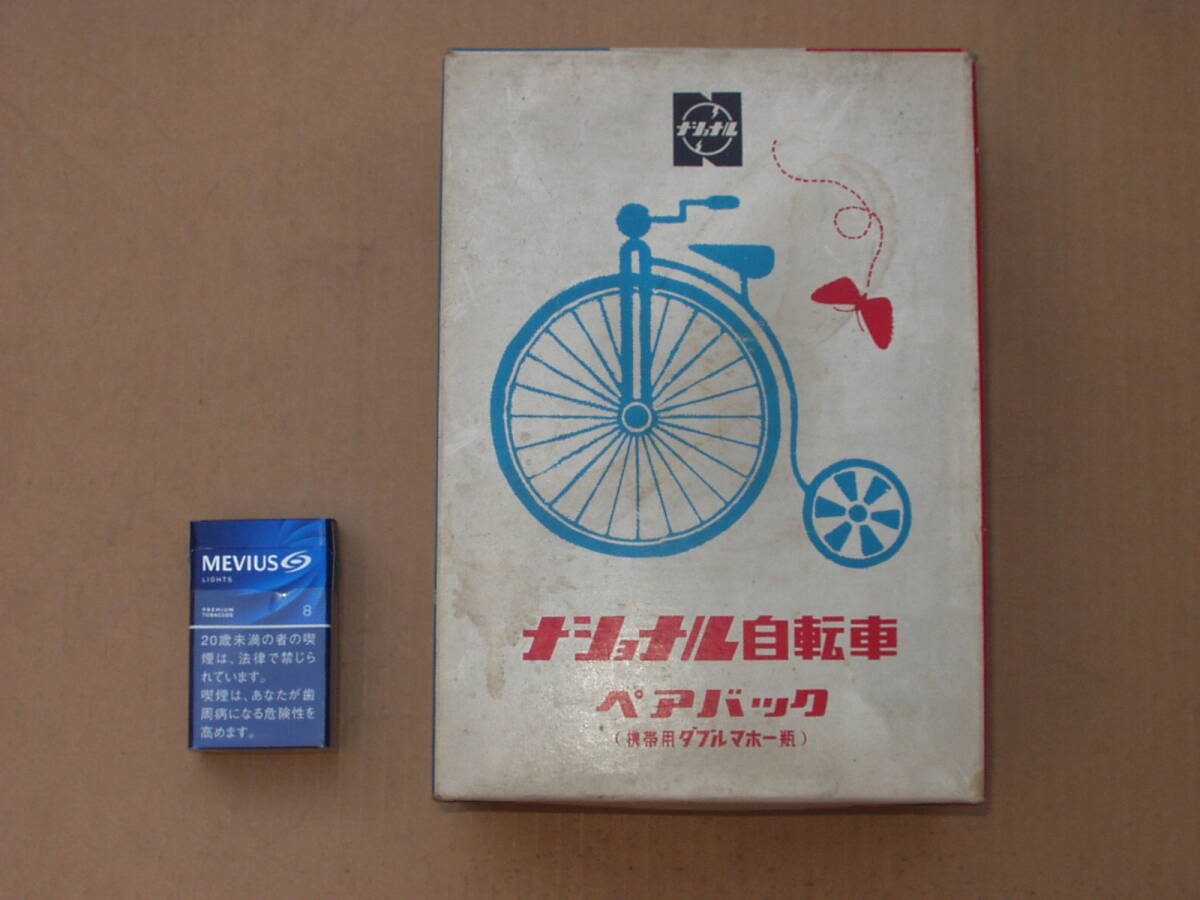 ナショナル
ナショナル自転車
ペアバック
(携帯用ダブルマホー瓶)
MEVIUS
LIGHTS
PREMIUM
TOBACCOS
8
20歳未満の者の喫
煙は、法律で禁じら
れています。
喫煙は、あなたが歯
周病になる危険性を
高めます。